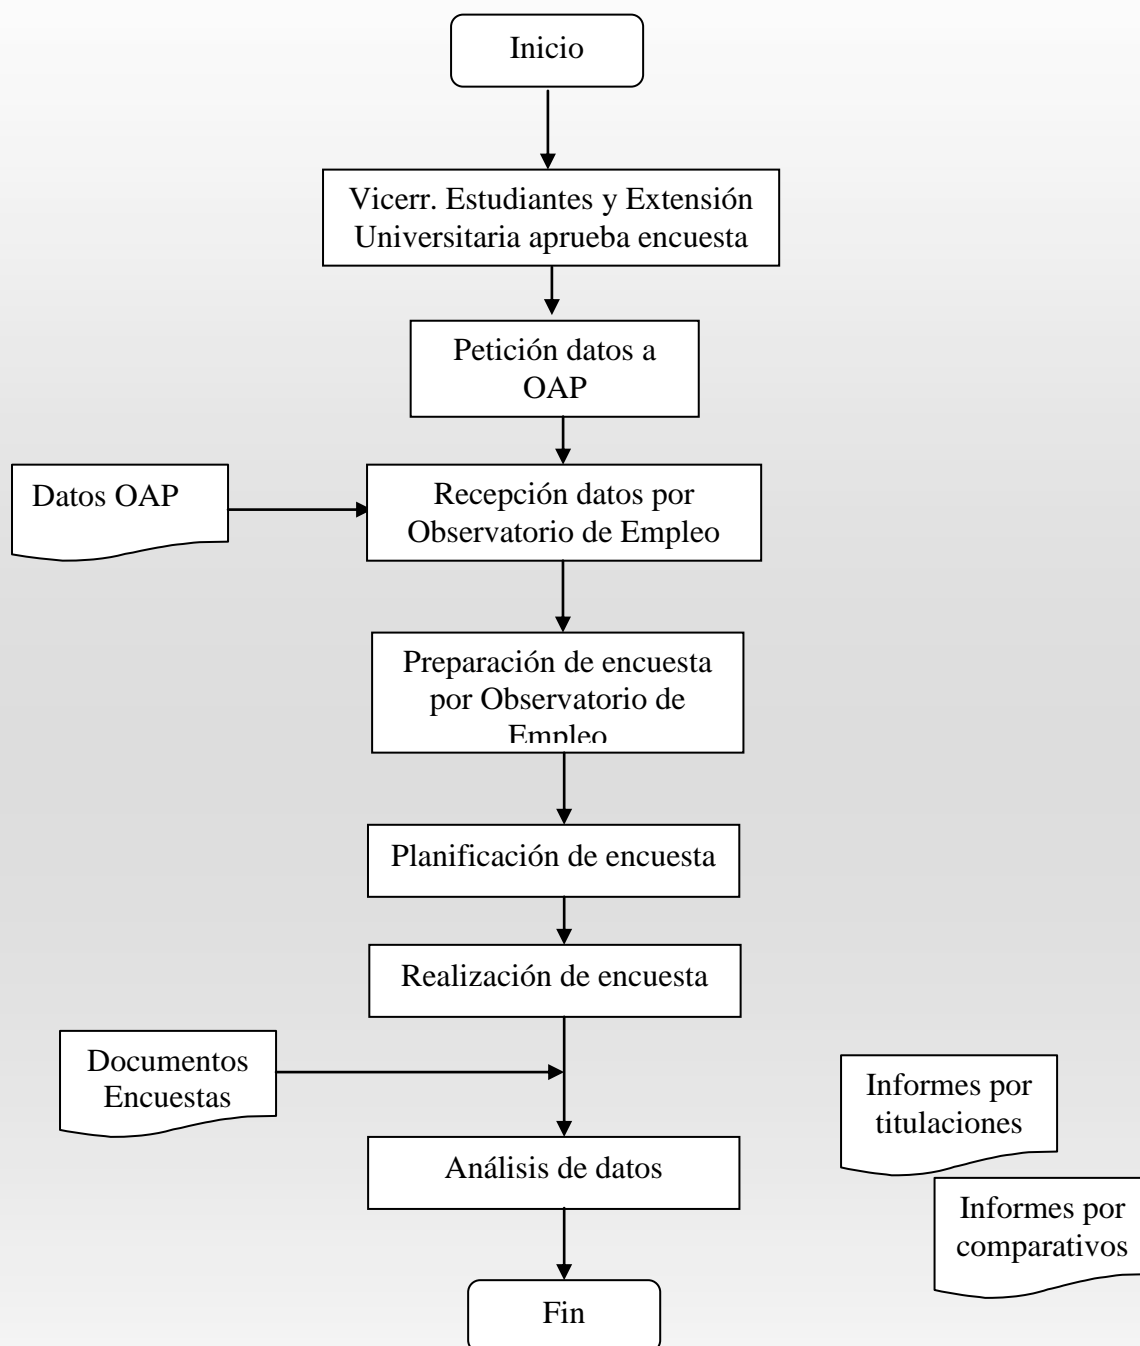 Inicio
Vicerr. Estudiantes y Extensión
Universitaria aprueba encuesta
Petición datos a
OAP
Datos OAP
Recepción datos por
Observatorio de Empleo
Preparación de encuesta
por Observatorio de
Empleo
Planificación de encuesta
Realización de encuesta
Documentos
Encuestas
Informes por
titulaciones
Análisis de datos
Informes por
comparativos
Fin